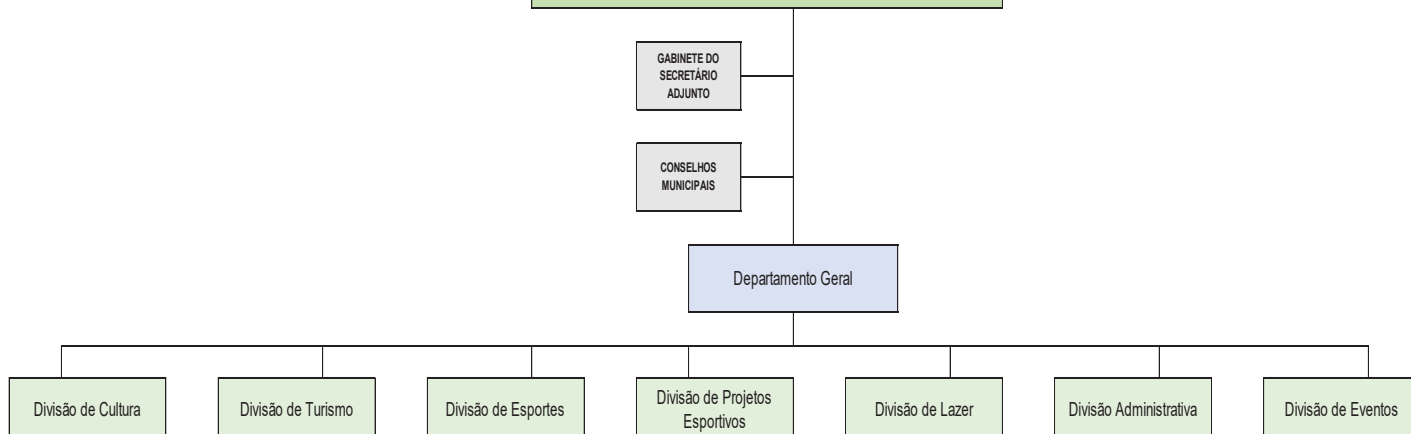 GABINETE DO
SECRETÁRIO
ADJUNTO
CONSELHOS
MUNICIPAIS
Departamento Geral
Divisão de Cultura
Divisão de Turismo
Divisão de Esportes
Divisão de Projetos
Esportivos
Divisão de Lazer
Divisão Administrativa
Divisão de Eventos